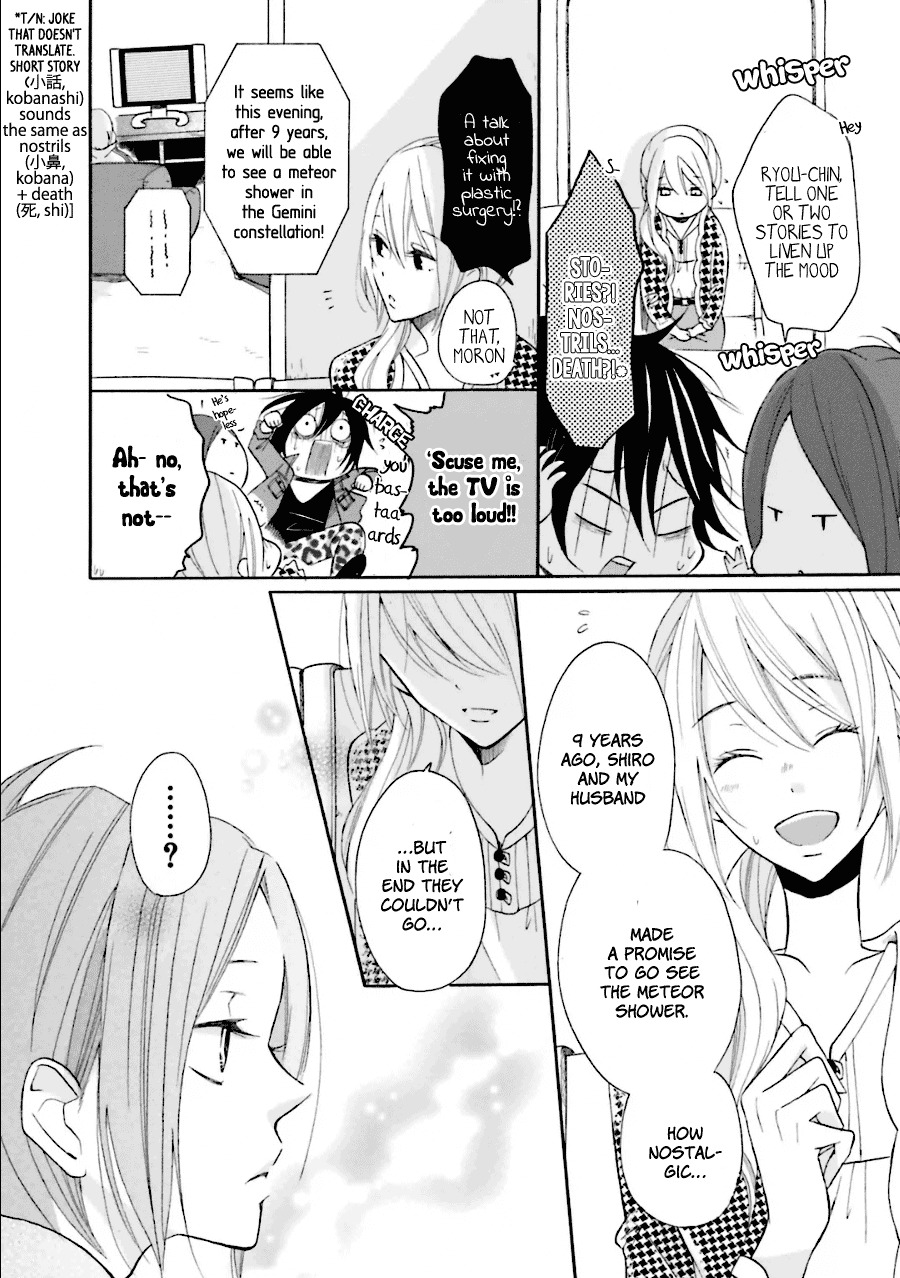 whisper
Hey
RYOU-CHIN,
TELL ONE
OR TWO
STORIES TO
LIVEN UP
THE MOOD
whisper
STO-
RIES?!
NOS-
TRILS...
DEATH?!*
A talk
about
fixing
it with
plastic
surgery!?
NOT
THAT,
MORON
It seems like
this evening,
after 9 years,
we will be able
to see a meteor
shower in
the Gemini
constellation!
*T/N: JOKE
THAT DOESN'T
TRANSLATE.
SHORT STORY
(小話,
kobanashi)
sounds
the same as
nostrils
(小鼻,
kobana)
+ death
(死, shi)]
'Scuse me,
the TV is
too loud!!
CHARGE
you
bas-
taa-
ards
He's
hope-
less
Ah- no,
that's
not--
9 YEARS
AGO, SHIRO
AND MY
HUSBAND
MADE
A PROMISE
TO GO SEE
THE METEOR
SHOWER.
HOW
NOSTAL-
GIC...
...BUT
IN THE
END THEY
COULDN'T
GO...
......?